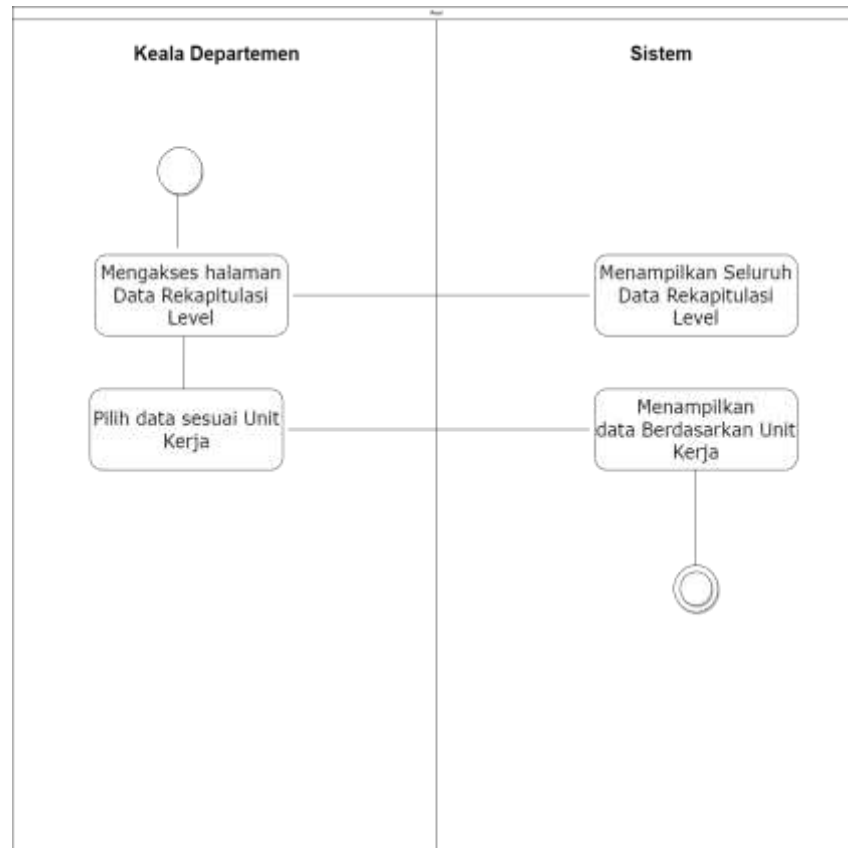 Pool
Keala Departemen
Sistem
Mengakses halaman
Data Rekapitulasi
Level
Menampilkan Seluruh
Data Rekapitulasi
Level
Pilih data sesuai Unit
Kerja
Menampilkan
data Berdasarkan Unit
Kerja